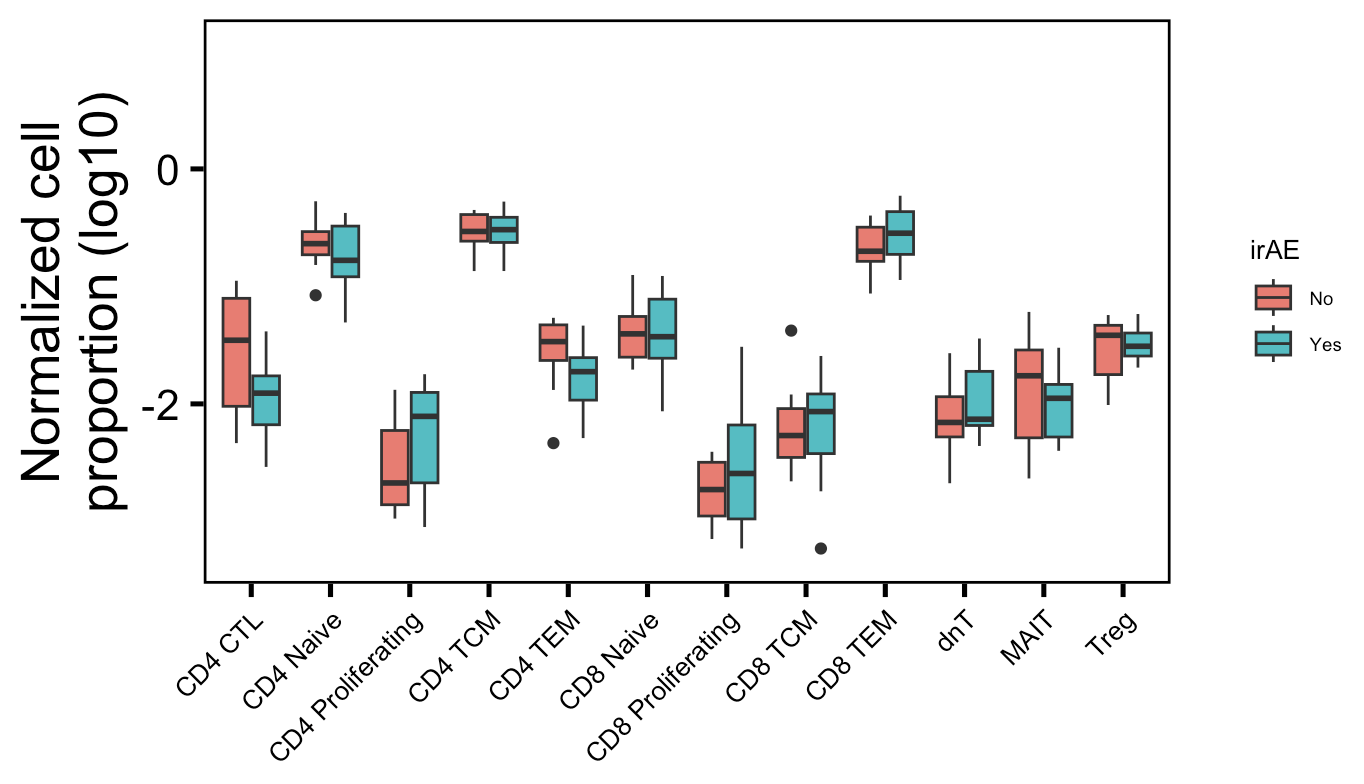 Normalized cell
proportion (log10)
0
-2
CD4 CTL
CD4 Naive
CD4 Proliferating
CD4 TCM
CD4 TEM
CD8 Naive
CD8 Proliferating
CD8 TCM
CD8 TEM
dnT
MAIT
Treg
irAE
No
Yes